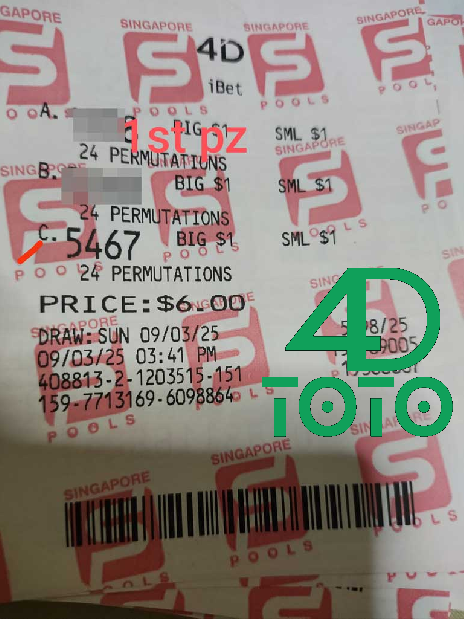 4D
iBet
A. BIG $1 SML $1
1st pz
24 PERMUTATIONS
B. BIG $1 SML $1
24 PERMUTATIONS
C. 5467 BIG $1 SML $1
24 PERMUTATIONS
PRICE:$6.00
DRAW:SUN 09/03/25
09/03/25 03:41 PM
408813-2-1203515-151
159-7713169-6098864
4D
TOTO
SINGAPORE
POOLS